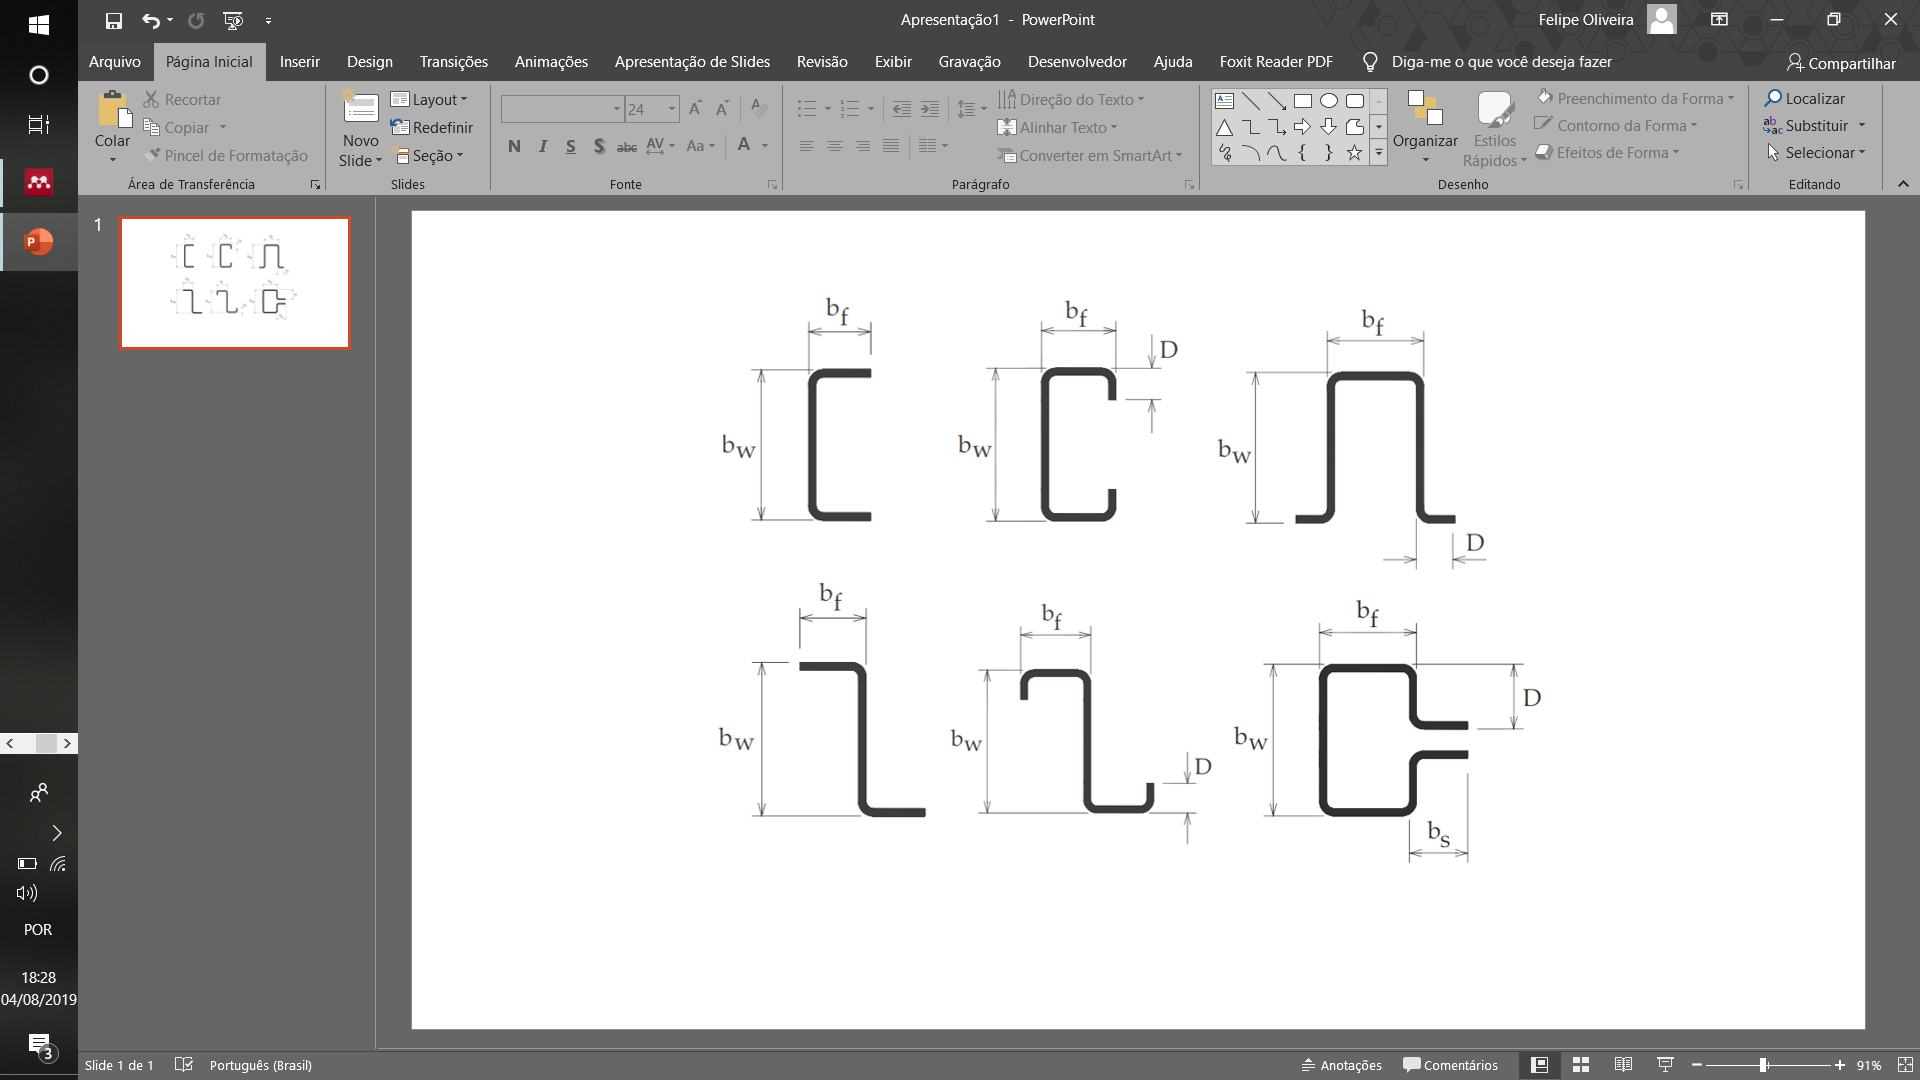 Apresentação1 - PowerPoint
Felipe Oliveira
Arquivo
Página Inicial
Inserir
Design
Transições
Animações
Apresentação de Slides
Revisão
Exibir
Gravação
Desenvolvedor
Ajuda
Foxit Reader PDF
Diga-me o que você deseja fazer
Compartilhar
Colar
Recortar
Copiar
Pincel de Formatação
Área de Transferência
Novo
Slide
Layout
Redefinir
Seção
Slides
24
N I S S abc AV Aa A
Fonte
Direção do Texto
Alinhar Texto
Converter em SmartArt
Parágrafo
Organizar
Estilos
Rápidos
Preenchimento da Forma
Contorno da Forma
Efeitos de Forma
Desenho
Localizar
Substituir
Selecionar
Editando
1
bf
bw
bf
D
bw
bf
bw
D
bf
bw
bf
bw
D
bf
D
bw
bs
POR
18:28
04/08/2019
3
Slide 1 de 1
Português (Brasil)
Anotações
Comentários
91%